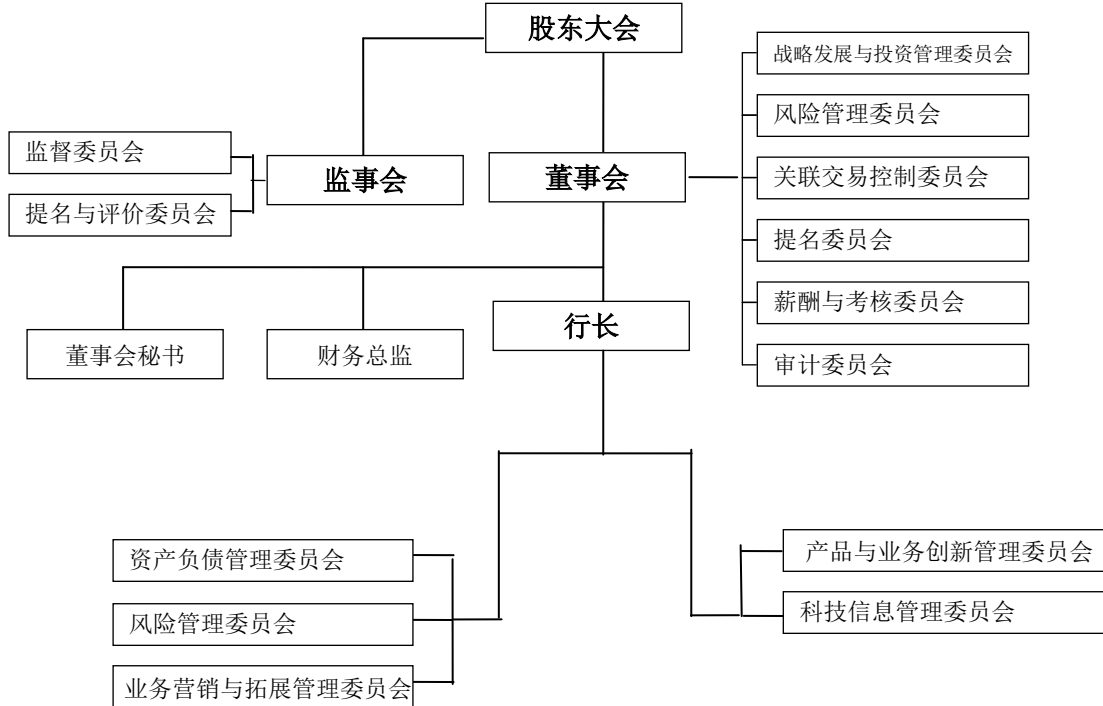 股东大会
战略发展与投资管理委员会
风险管理委员会
监督委员会
监事会
董事会
关联交易控制委员会
提名与评价委员会
提名委员会
行长
薪酬与考核委员会
董事会秘书
财务总监
审计委员会
资产负债管理委员会
产品与业务创新管理委员会
风险管理委员会
科技信息管理委员会
业务营销与拓展管理委员会